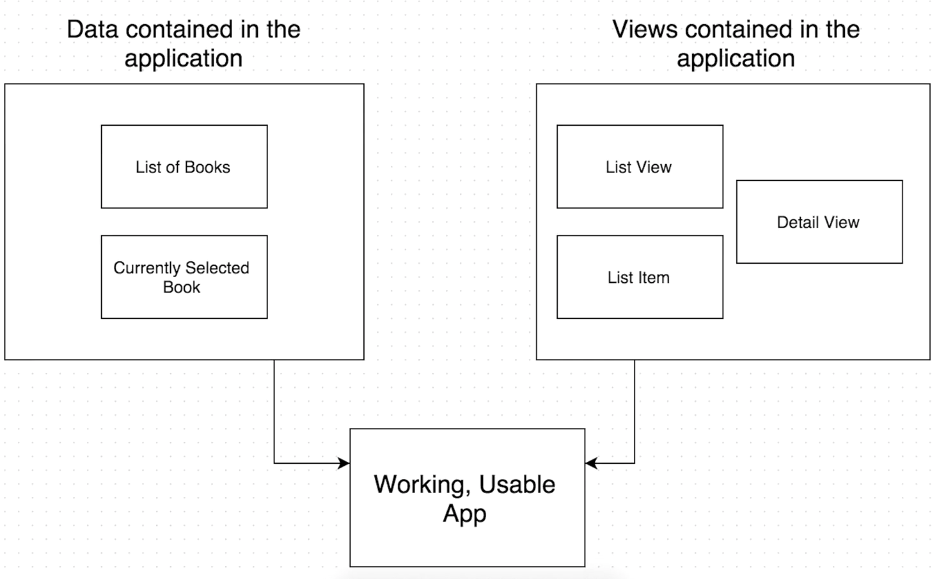 Data contained in the
application
Views contained in the
application
List of Books
Currently Selected
Book
List View
List Item
Detail View
Working, Usable
App